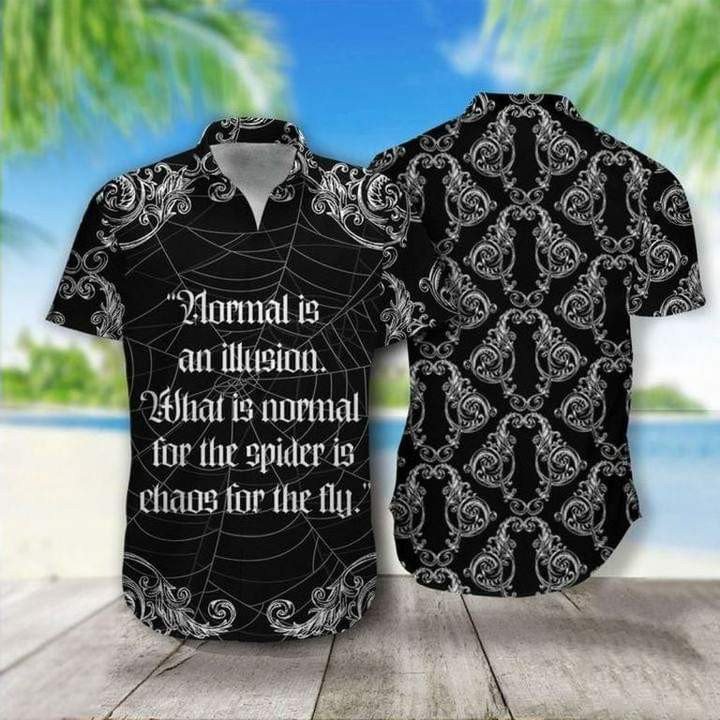 "Normal is
an illusion.
What is normal
for the spider is
chaos for the fly."